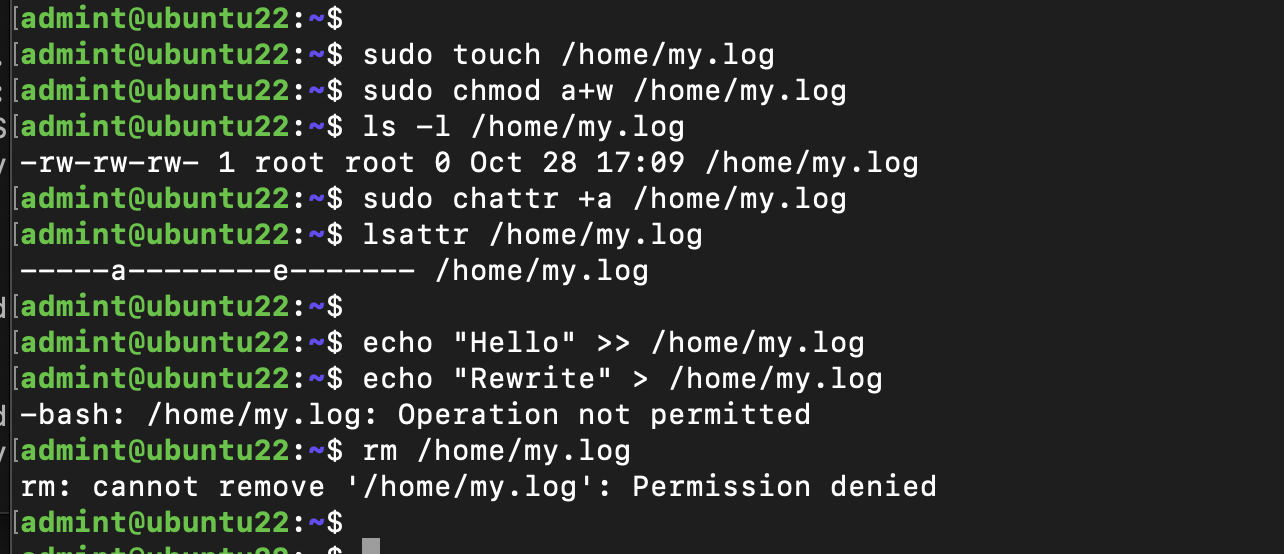 [admint@ubuntu22:~$
[admint@ubuntu22:~$ sudo touch /home/my.log
[admint@ubuntu22:~$ sudo chmod a+w /home/my.log
[admint@ubuntu22:~$ ls -l /home/my.log
-rw-rw-rw- 1 root root 0 Oct 28 17:09 /home/my.log
[admint@ubuntu22:~$ sudo chattr +a /home/my.log
[admint@ubuntu22:~$ lsattr /home/my.log
-----a--------e------- /home/my.log
[admint@ubuntu22:~$
[admint@ubuntu22:~$ echo "Hello" >> /home/my.log
[admint@ubuntu22:~$ echo "Rewrite" > /home/my.log
-bash: /home/my.log: Operation not permitted
[admint@ubuntu22:~$ rm /home/my.log
rm: cannot remove '/home/my.log': Permission denied
[admint@ubuntu22:~$
admint@ubuntu22:~$